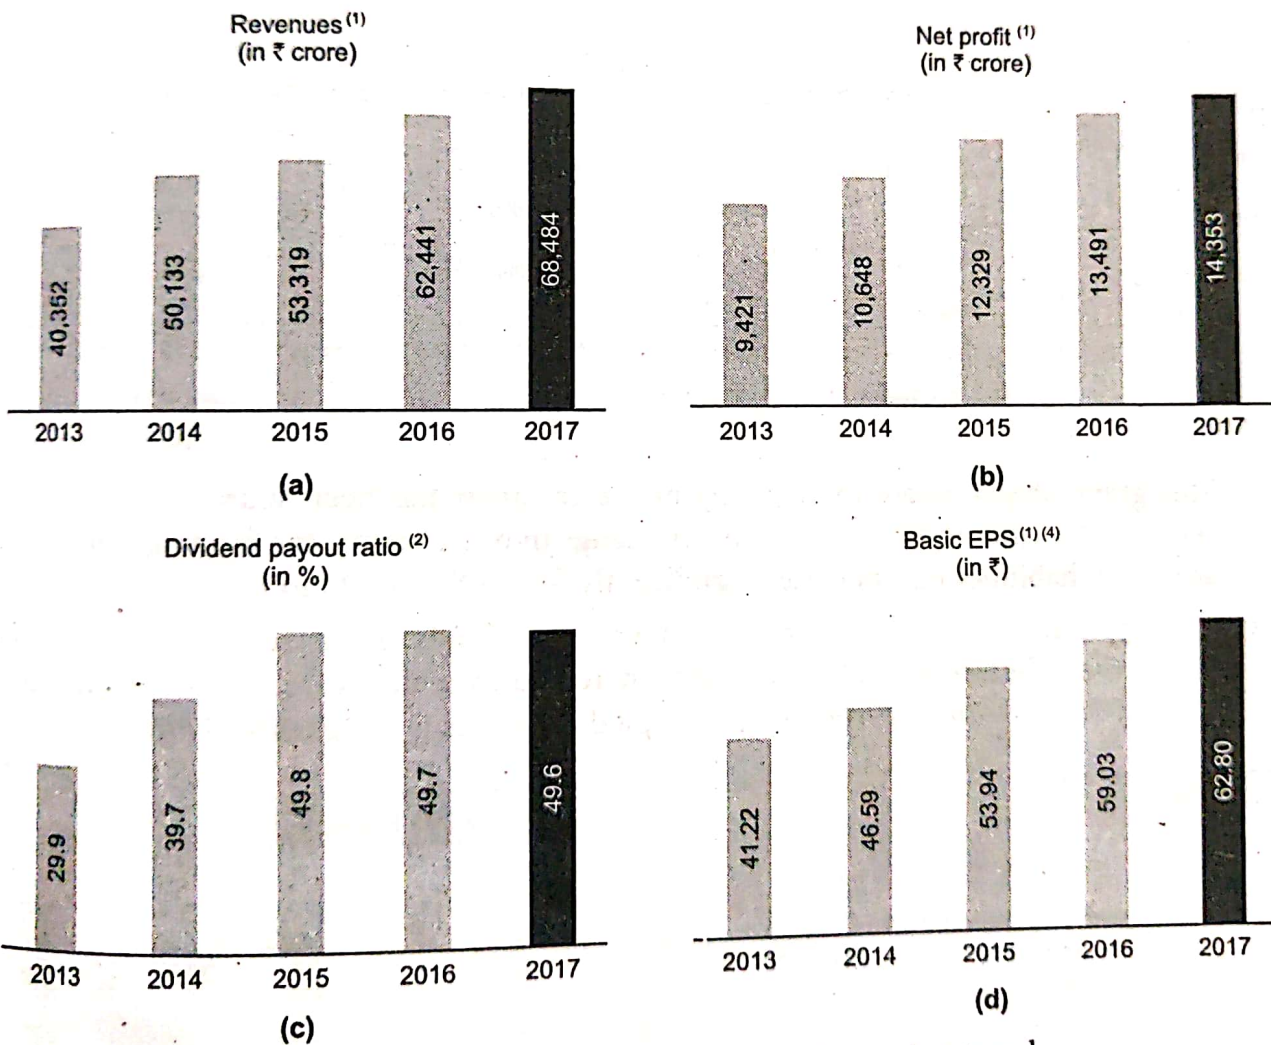 Revenues (1)
(in ₹ crore)
40,352
50,133
53,319
62,441
68,484
2013 2014 2015 2016 2017
(a)
Net profit (1)
(in ₹ crore)
9,421
10,648
12,329
13,491
14,353
2013 2014 2015 2016 2017
(b)
Dividend payout ratio (2)
(in %)
29.9
39.7
49.8
49.7
49.6
2013 2014 2015 2016 2017
(c)
Basic EPS (1) (4)
(in ₹)
41.22
46.59
53.94
59.03
62.80
2013 2014 2015 2016 2017
(d)